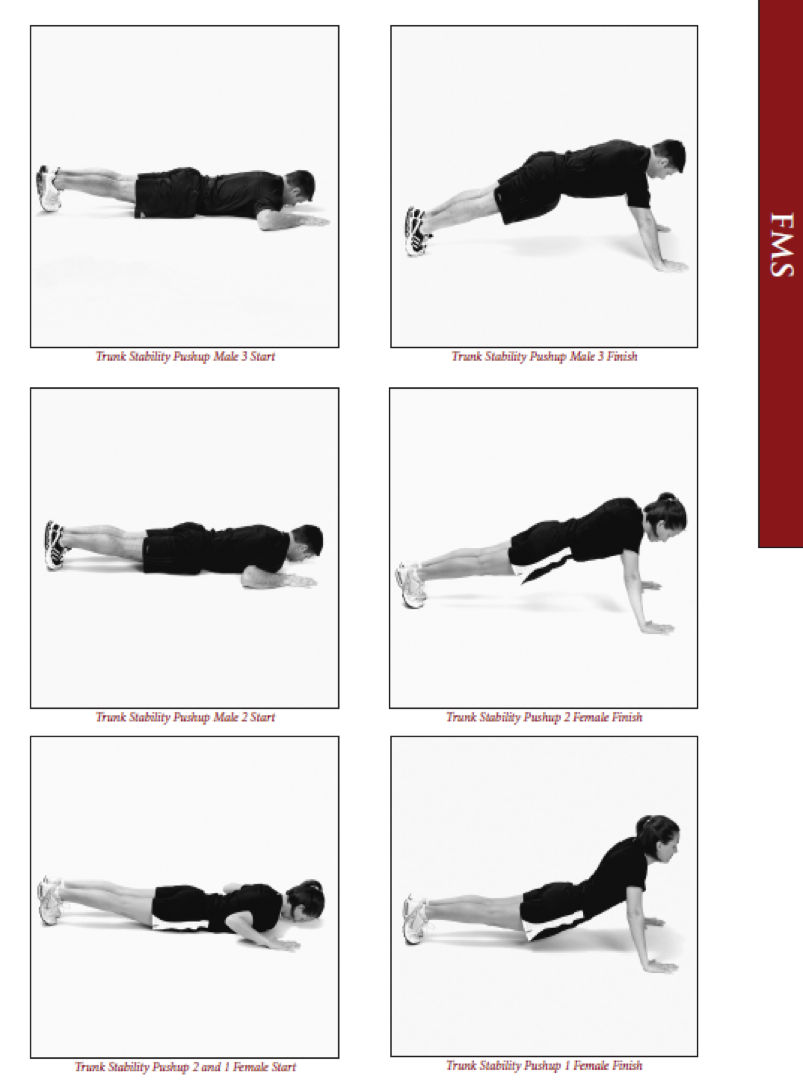 Trunk Stability Pushup Male 3 Start
Trunk Stability Pushup Male 3 Finish
FMS
Trunk Stability Pushup Male 2 Start
Trunk Stability Pushup 2 Female Finish
Trunk Stability Pushup 2 and 1 Female Start
Trunk Stability Pushup 1 Female Finish